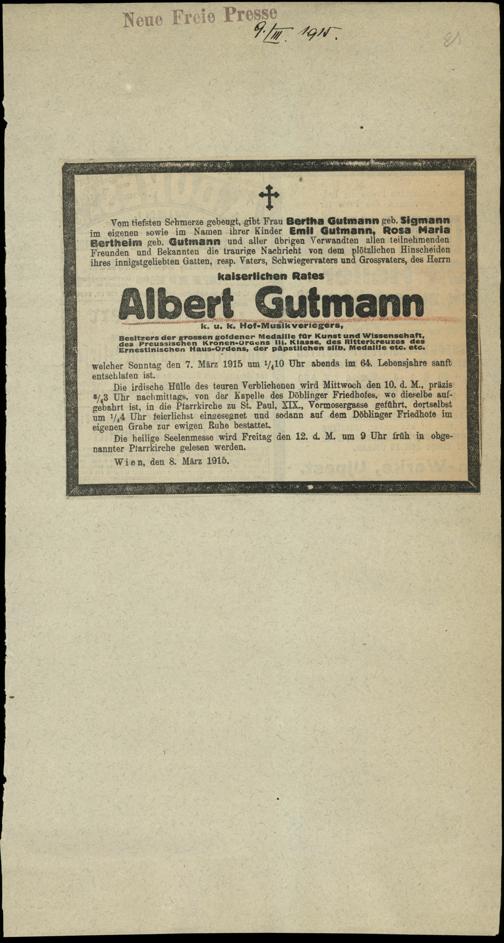 Neue Freie Presse
9./III. 1915.
Vom tiefsten Schmerze gebeugt, gibt Frau Bertha Gutmann geb. Sigmann
im eigenen sowie im Namen ihrer Kinder Emil Gutmann, Rosa Maria
Bertheim geb. Gutmann und aller übrigen Verwandten allen teilnehmenden
Freunden und Bekannten die traurige Nachricht von dem plötzlichen Hinscheiden
ihres innigstgeliebten Gatten, resp. Vaters, Schwiegervaters und Grossvaters, des Herrn
kaiserlichen Rates
Albert Gutmann
k. u. k. Hof-Musikverlegers,
Besitzers der grossen goldener Medaille für Kunst und Wissenschaft,
des Preussischen Kronen-Ordens III. Klasse, des Ritterkreuzes des
Ernestinischen Haus-Ordens, der päpstlichen silb. Medaille etc. etc.
welcher Sonntag den 7. März 1915 um 1/410 Uhr abends im 64. Lebensjahre sanft
entschlafen ist.
Die irdische Hülle des teuren Verblichenen wird Mittwoch den 10. d. M., präzis
3/43 Uhr nachmittags, von der Kapelle des Döblinger Friedhofes, wo dieselbe auf-
gebahrt ist, in die Pfarrkirche zu St. Paul, XIX., Vormosergasse geführt, dortselbst
um 1/44 Uhr feierlichst eingesegnet und sodann auf dem Döblinger Friedhofe im
eigenen Grabe zur ewigen Ruhe bestattet.
Die heilige Seelenmesse wird Freitag den 12. d. M. um 9 Uhr früh in obge-
nannter Pfarrkirche gelesen werden.
Wien, den 8. März 1915.